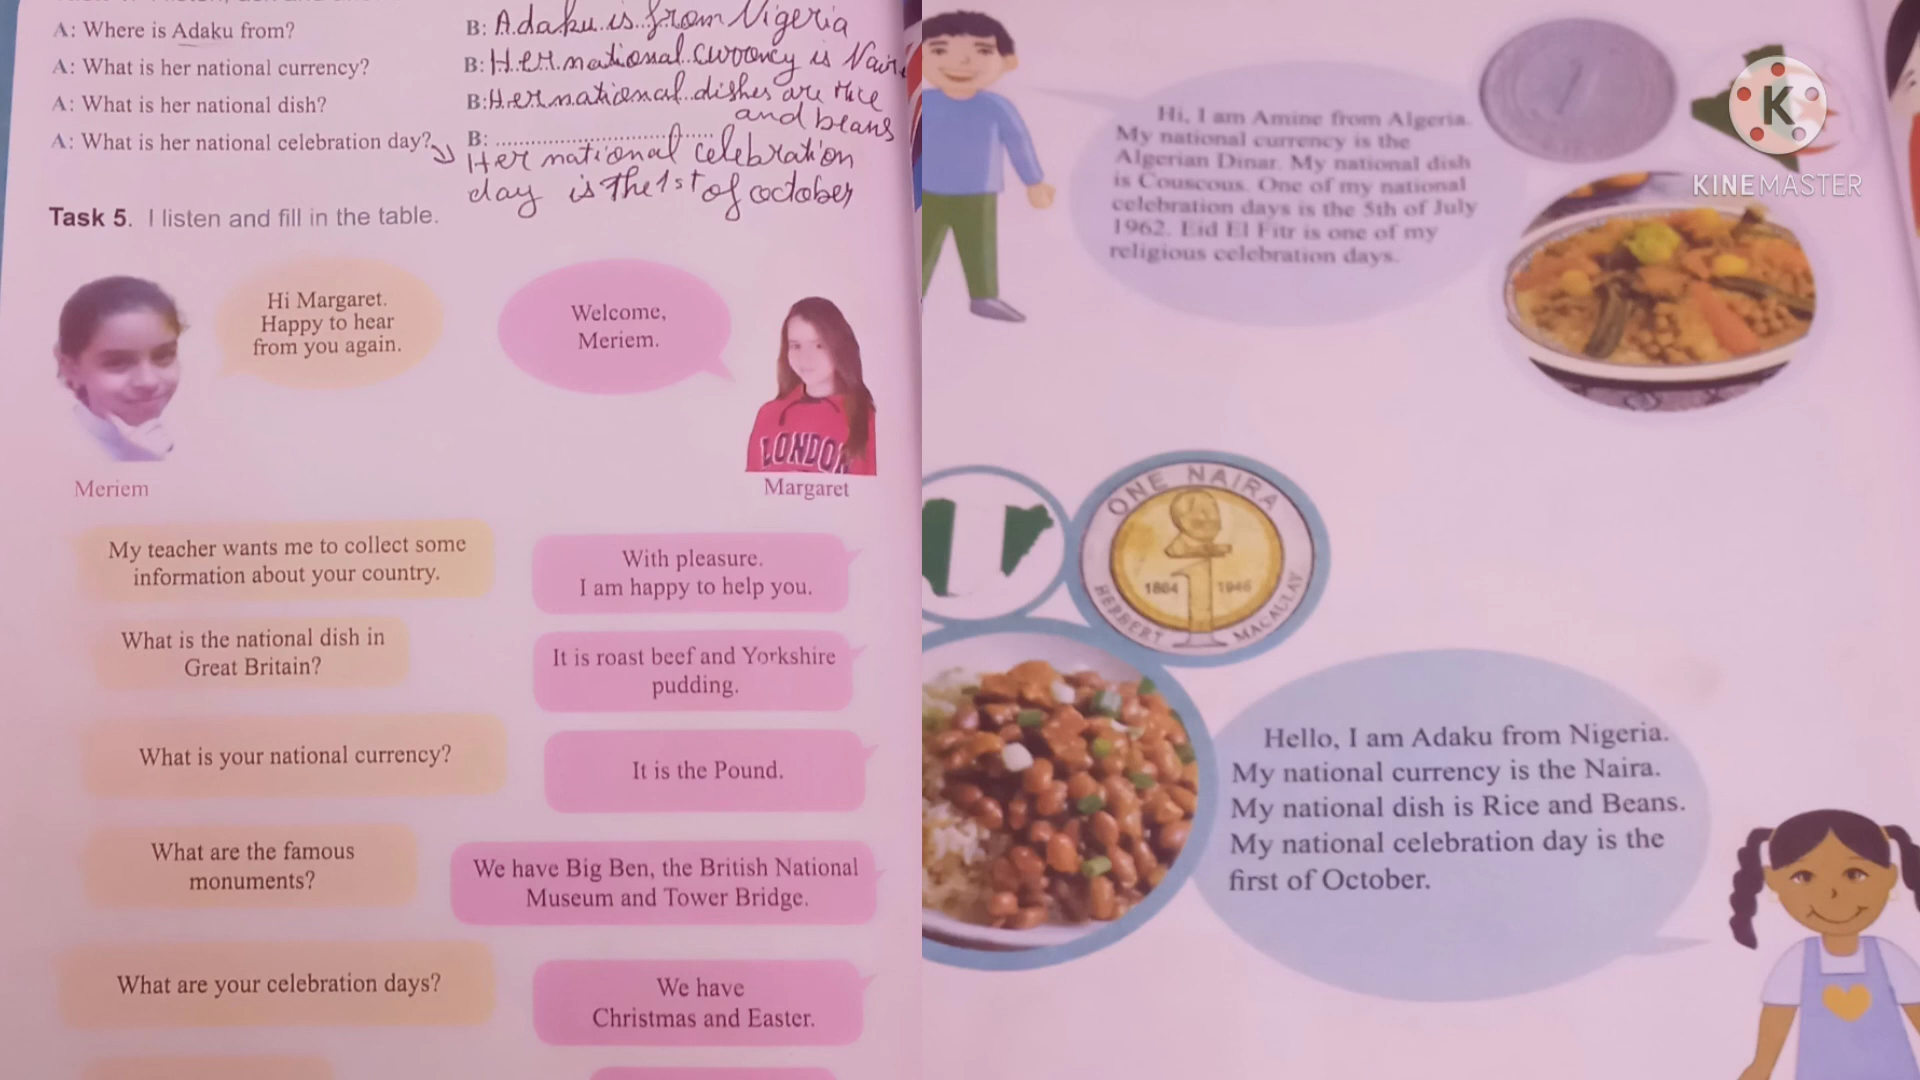 A: Where is Adaku from?
B: Adaku is from Nigeria
A: What is her national currency?
B: Her national currency is Nair
A: What is her national dish?
B: Her national dishes are rice
and beans
A: What is her national celebration day?
B: ..............................
Her national celebration
day is The 1st of october
Task 5. I listen and fill in the table.
Hi Margaret.
Happy to hear
from you again.
Welcome,
Meriem.
LONDON
Meriem
Margaret
My teacher wants me to collect some
information about your country.
With pleasure.
I am happy to help you.
What is the national dish in
Great Britain?
It is roast beef and Yorkshire
pudding.
What is your national currency?
It is the Pound.
What are the famous
monuments?
We have Big Ben, the British National
Museum and Tower Bridge.
What are your celebration days?
We have
Christmas and Easter.
Hi, I am Amine from Algeria.
My national currency is the
Algerian Dinar. My national dish
is Couscous. One of my national
celebration days is the 5th of July
1962. Eid El Fitr is one of my
religious celebration days.
K
KINEMASTER
ONE NAIRA
1864 1946
1
HERBERT MACAULAY
Hello, I am Adaku from Nigeria.
My national currency is the Naira.
My national dish is Rice and Beans.
My national celebration day is the
first of October.